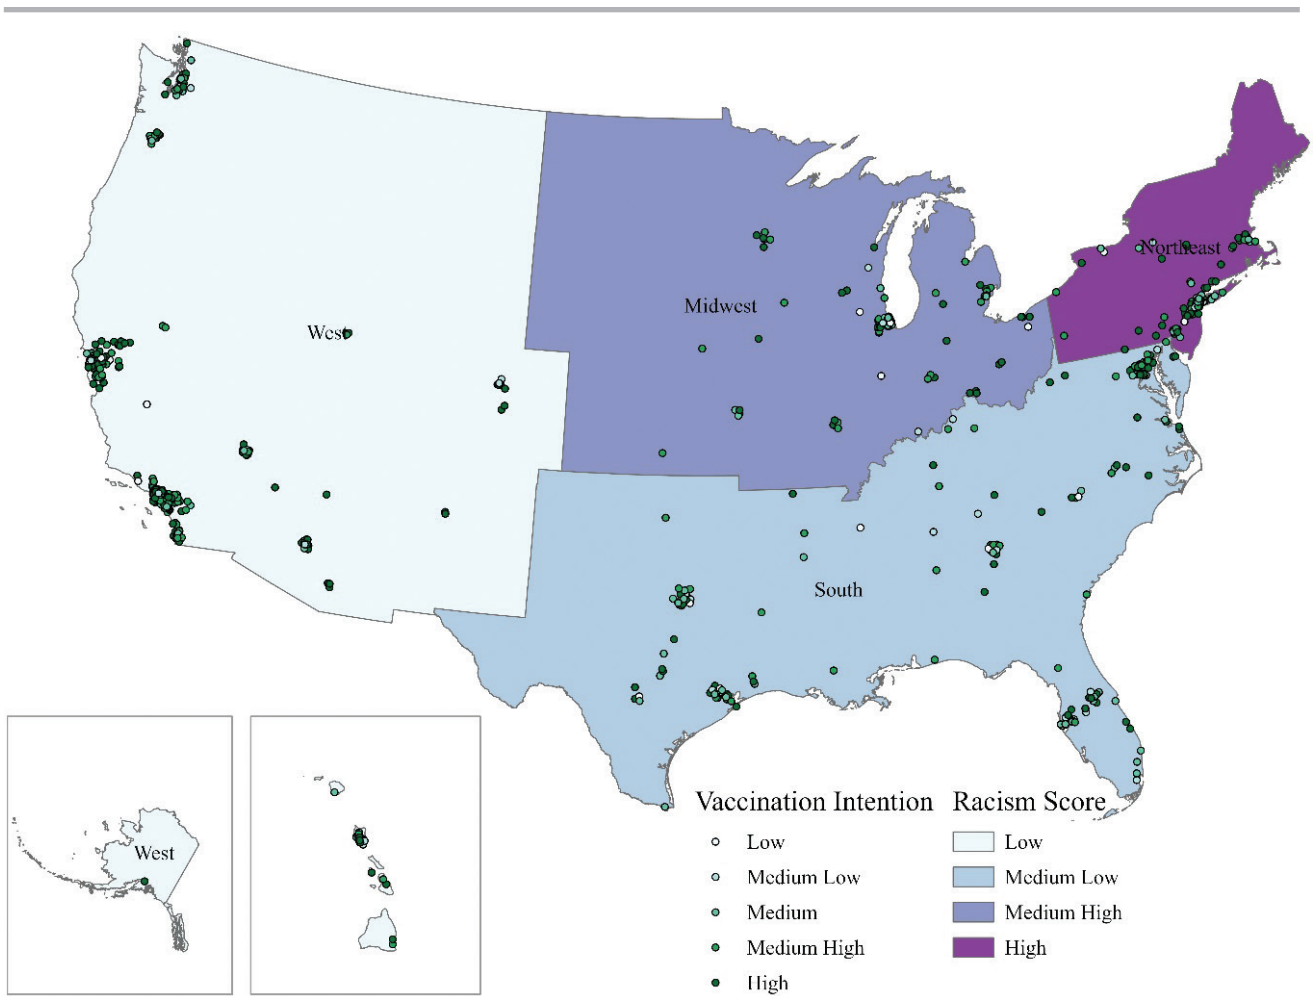 Northeast
Midwest
West
South
Vaccination Intention
Low
Medium Low
Medium
Medium High
High
Racism Score
Low
Medium Low
Medium High
High
West